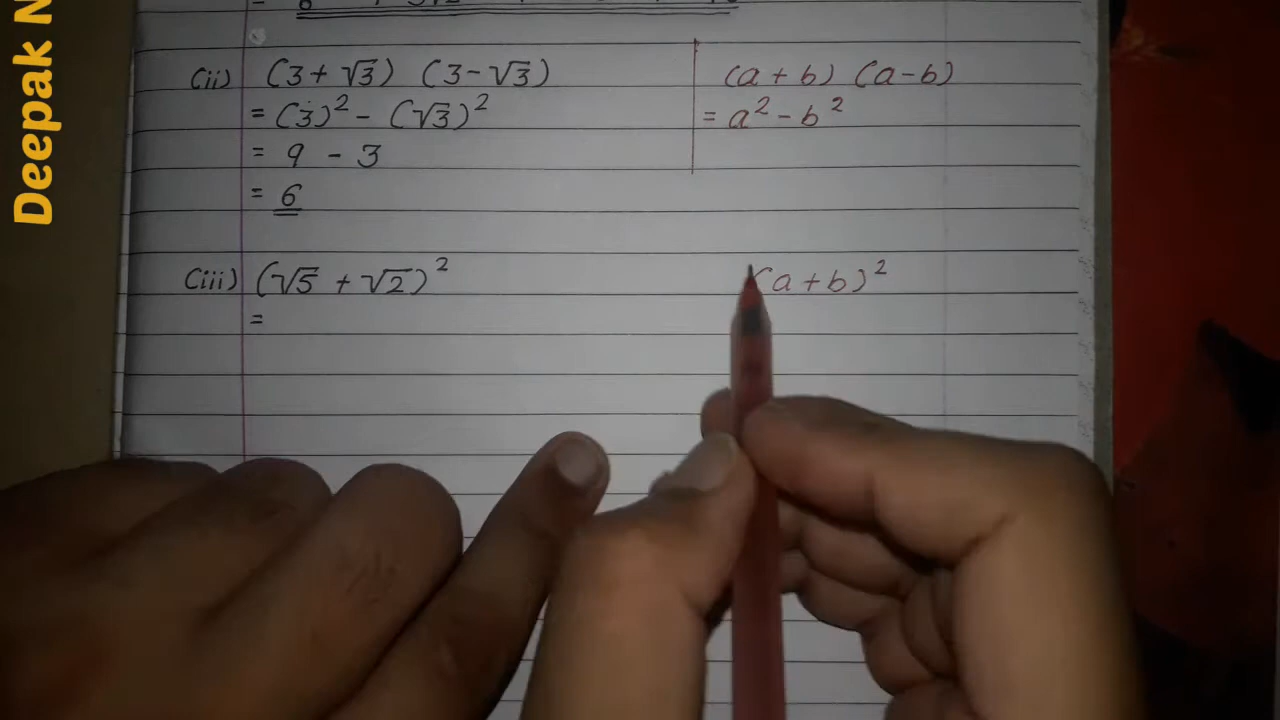 Deepak N
(ii) (3 + √3) (3 - √3)
(a + b) (a - b)
= (3)² - (√3)²
= a² - b²
= 9 - 3
= 6
(iii) (√5 + √2)²
(a + b)²
=